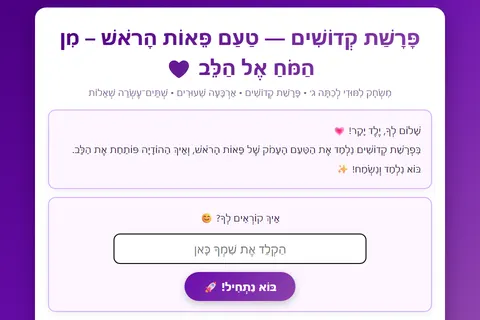 פָּרָשַׁת קְדוֹשִׁים — טַעַם פֵּאוֹת הָרֹאשׁ – מִן
הַמֹּחַ אֶל הַלֵּב 💜
מִשְׂחָק לִמּוּדִי לְכִתָּה ג׳ • פָּרָשַׁת קְדוֹשִׁים • אַרְבָּעָה שִׁעוּרִים • שְׁתֵּים־עֶשְׂרֵה שְׁאֵלוֹת
שָׁלוֹם לְךָ, יֶלֶד יָקָר! 💗
בְּפָרָשַׁת קְדוֹשִׁים נִלְמַד אֶת הַטַּעַם הָעָמֹק שֶׁל פֵּאוֹת הָרֹאשׁ, וְאֵיךְ הַהוֹדָיָה פּוֹתַחַת אֶת הַלֵּב.
בּוֹא נִלְמַד וְנִשְׂמַח! ✨
אֵיךְ קוֹרְאִים לְךָ? 😊
הַקְלֵד אֶת שִׁמְךָ כָּאן
בּוֹא נַתְחִיל! 🚀